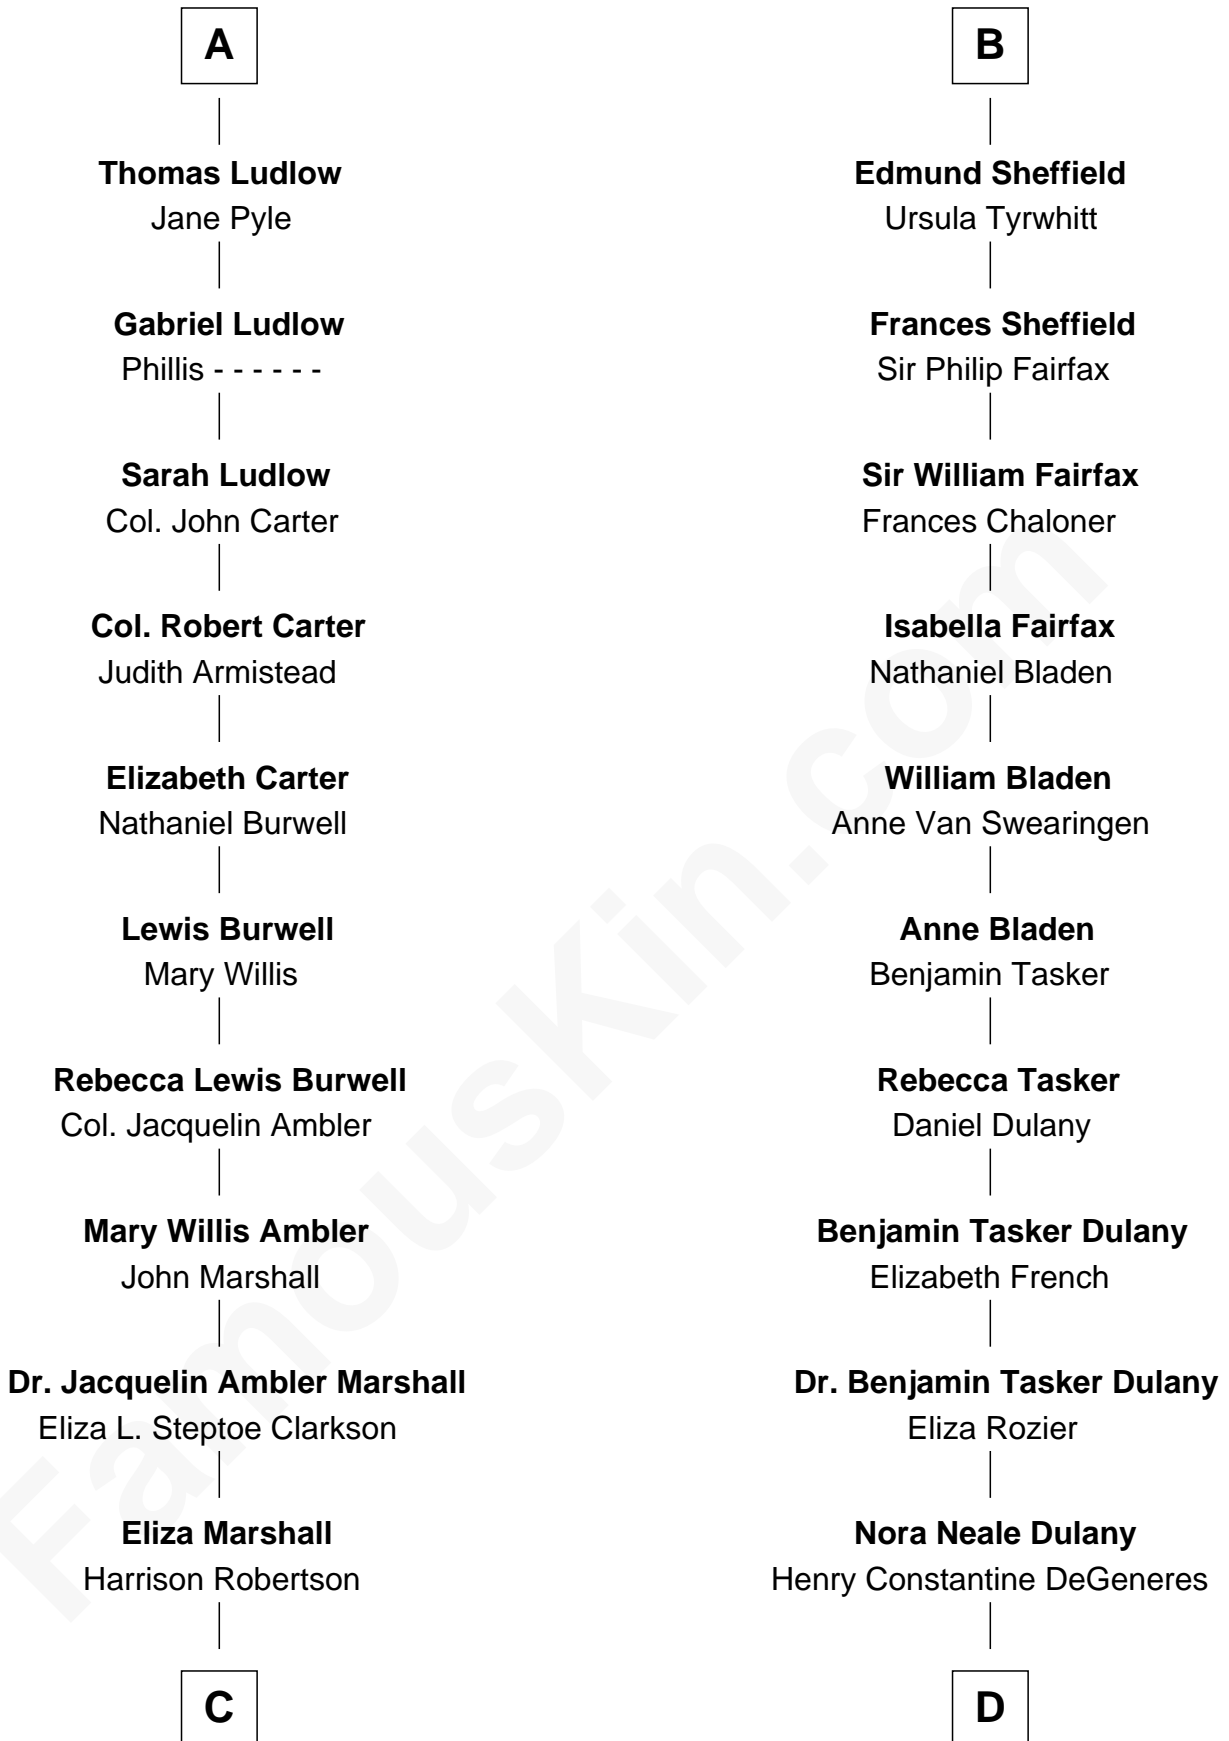 A
Thomas Ludlow
Jane Pyle
Gabriel Ludlow
Phillis - - - - - -
Sarah Ludlow
Col. John Carter
Col. Robert Carter
Judith Armistead
Elizabeth Carter
Nathaniel Burwell
Lewis Burwell
Mary Willis
Rebecca Lewis Burwell
Col. Jacquelin Ambler
Mary Willis Ambler
John Marshall
Dr. Jacquelin Ambler Marshall
Eliza L. Steptoe Clarkson
Eliza Marshall
Harrison Robertson
C
B
Edmund Sheffield
Ursula Tyrwhitt
Frances Sheffield
Sir Philip Fairfax
Sir William Fairfax
Frances Chaloner
Isabella Fairfax
Nathaniel Bladen
William Bladen
Anne Van Swearingen
Anne Bladen
Benjamin Tasker
Rebecca Tasker
Daniel Dulany
Benjamin Tasker Dulany
Elizabeth French
Dr. Benjamin Tasker Dulany
Eliza Rozier
Nora Neale Dulany
Henry Constantine DeGeneres
D
FamousKin.com